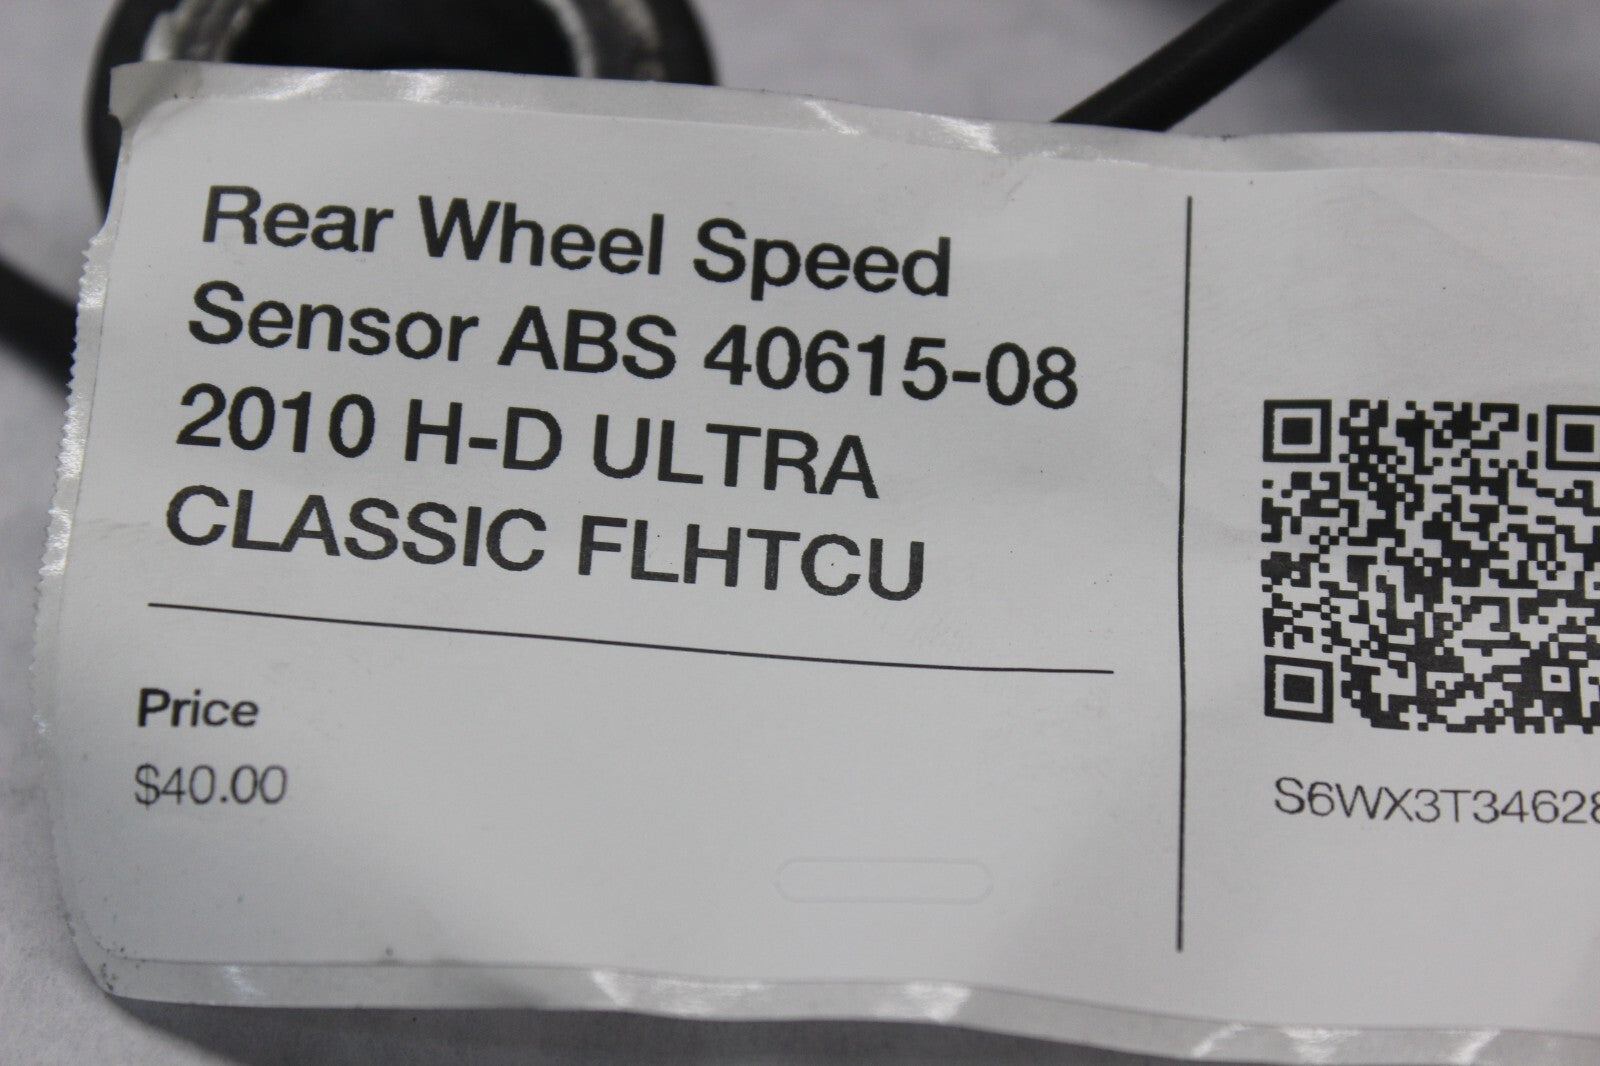 Rear Wheel Speed
Sensor ABS 40615-08
2010 H-D ULTRA
CLASSIC FLHTCU
Price
$40.00
S6WX3T34628